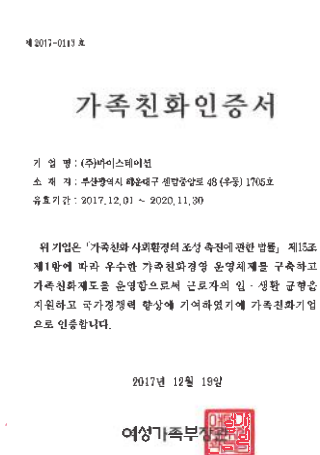 제 2017-0113 호
가족친화인증서
기 업 명 : (주)바이스테이션
소 재 지 : 부산광역시 해운대구 센텀중앙로 48 (우동) 1705호
유효기간 : 2017.12.01 ~ 2020.11.30
위 기업은 「가족친화 사회환경의 조성 촉진에 관한 법률」 제15조
제1항에 따라 우수한 가족친화경영 운영체제를 구축하고
가족친화제도를 운영함으로써 근로자의 일 · 생활 균형을
지원하고 국가경쟁력 향상에 기여하였기에 가족친화기업
으로 인증합니다.
2017년 12월 19일
여성가족부장관